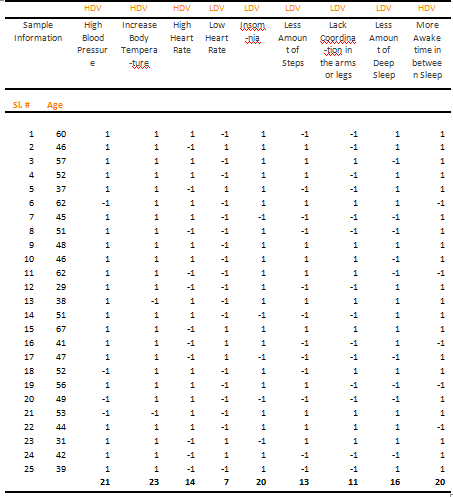 HDV HDV HDV LDV LDV LDV LDV LDV HDV
Sample High Increase High Low Insom Less Lack Less More
Information Blood Body Heart Heart -nia Amoun Coordina Amoun Awake
Pressur Tempera Rate Rate t of -tion in t of time in
e -ture Steps the arms Deep betwee
or legs Sleep n Sleep
Sl. # Age
1 60 1 1 1 -1 1 -1 -1 1 1
2 46 1 1 -1 1 1 1 1 1 1
3 57 1 1 1 -1 1 1 1 -1 1
4 52 1 1 1 -1 1 1 1 1 1
5 37 1 1 -1 1 1 -1 1 1 1
6 62 -1 1 1 -1 1 1 1 1 -1
7 45 1 1 1 -1 -1 -1 -1 -1 1
8 51 1 1 -1 -1 1 -1 -1 -1 1
9 48 1 1 1 -1 1 1 1 1 1
10 46 1 1 1 -1 1 1 1 -1 1
11 62 1 1 -1 -1 1 1 1 -1 -1
12 29 1 1 -1 -1 1 -1 -1 1 1
13 38 1 -1 1 -1 1 1 -1 1 1
14 51 1 1 1 -1 -1 -1 -1 1 1
15 67 1 1 -1 1 1 1 1 1 1
16 41 1 1 -1 1 1 1 -1 1 -1
17 47 1 1 -1 1 -1 1 -1 -1 1
18 52 -1 1 1 -1 1 -1 -1 1 1
19 56 1 1 1 -1 1 1 -1 -1 -1
20 49 -1 1 -1 -1 -1 -1 -1 -1 1
21 53 -1 -1 1 -1 1 -1 1 1 1
22 44 1 1 -1 -1 1 1 1 1 -1
23 31 1 1 -1 1 -1 1 1 1 1
24 42 1 1 1 -1 1 -1 -1 -1 1
25 39 1 1 -1 -1 1 -1 -1 1 1
21 23 14 7 20 13 11 16 20